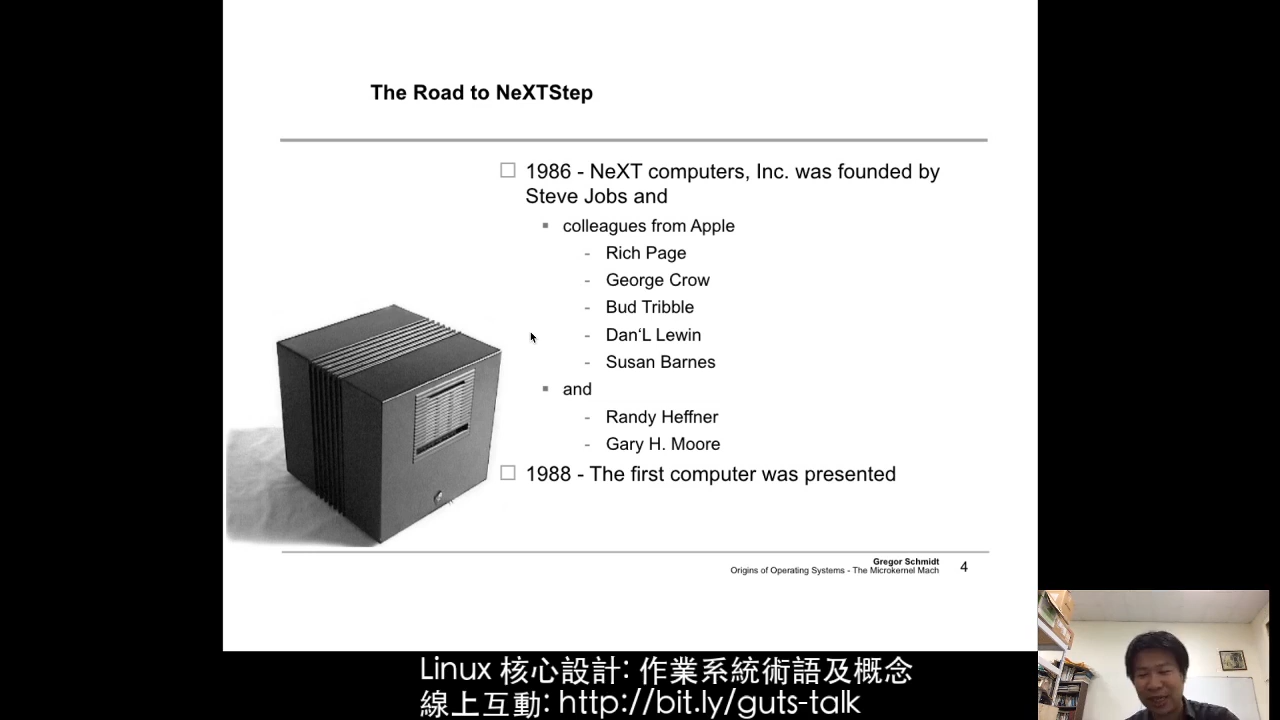 The Road to NeXTStep
1986 - NeXT computers, Inc. was founded by
Steve Jobs and
colleagues from Apple
- Rich Page
- George Crow
- Bud Tribble
- Dan‘L Lewin
- Susan Barnes
and
- Randy Heffner
- Gary H. Moore
1988 - The first computer was presented
Gregor Schmidt
Origins of Operating Systems - The Microkernel Mach
4
Linux 核心設計: 作業系統術語及概念
線上互動: http://bit.ly/guts-talk